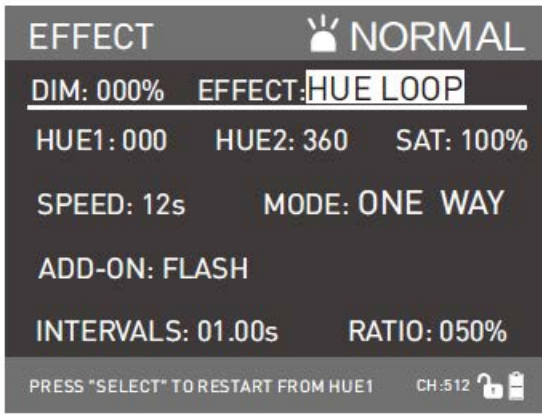 EFFECT NORMAL
DIM: 000% EFFECT:HUE LOOP
HUE1: 000 HUE2: 360 SAT: 100%
SPEED: 12s MODE: ONE WAY
ADD-ON: FLASH
INTERVALS: 01.00s RATIO: 050%
PRESS "SELECT" TO RESTART FROM HUE1 CH:512